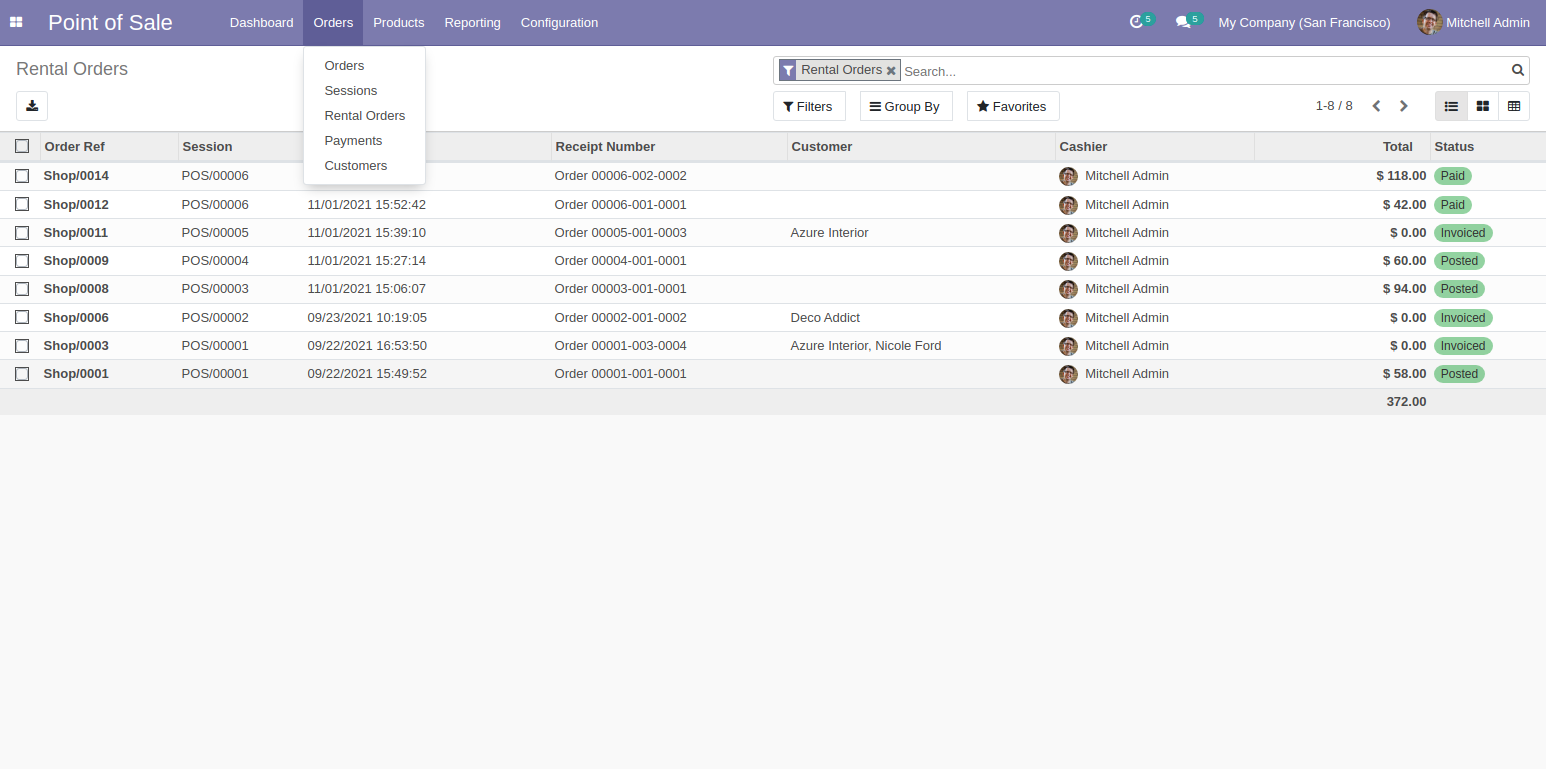 Point of Sale Dashboard Orders Products Reporting Configuration 5 5 My Company (San Francisco) Mitchell Admin
Orders
Sessions
Rental Orders
Payments
Customers
Rental Orders
Rental Orders Search...
Filters Group By Favorites 1-8 / 8
Order Ref Session Receipt Number Customer Cashier Total Status
Shop/0014 POS/00006 Order 00006-002-0002 Mitchell Admin $ 118.00 Paid
Shop/0012 POS/00006 11/01/2021 15:52:42 Order 00006-001-0001 Mitchell Admin $ 42.00 Paid
Shop/0011 POS/00005 11/01/2021 15:39:10 Order 00005-001-0003 Azure Interior Mitchell Admin $ 0.00 Invoiced
Shop/0009 POS/00004 11/01/2021 15:27:14 Order 00004-001-0001 Mitchell Admin $ 60.00 Posted
Shop/0008 POS/00003 11/01/2021 15:06:07 Order 00003-001-0001 Mitchell Admin $ 94.00 Posted
Shop/0006 POS/00002 09/23/2021 10:19:05 Order 00002-001-0002 Deco Addict Mitchell Admin $ 0.00 Invoiced
Shop/0003 POS/00001 09/22/2021 16:53:50 Order 00001-003-0004 Azure Interior, Nicole Ford Mitchell Admin $ 0.00 Invoiced
Shop/0001 POS/00001 09/22/2021 15:49:52 Order 00001-001-0001 Mitchell Admin $ 58.00 Posted
372.00